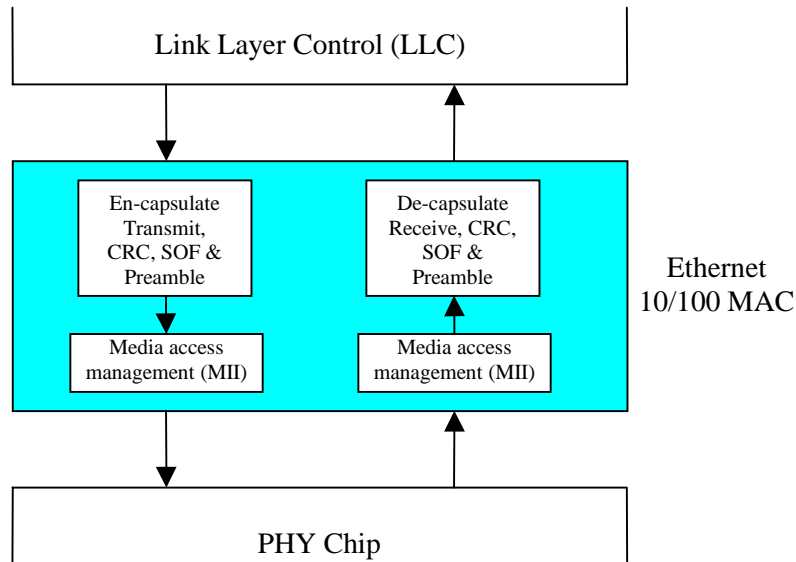 Link Layer Control (LLC)
En-capsulate
Transmit,
CRC, SOF &
Preamble
De-capsulate
Receive, CRC,
SOF &
Preamble
Ethernet
10/100 MAC
Media access
management (MII)
Media access
management (MII)
PHY Chip